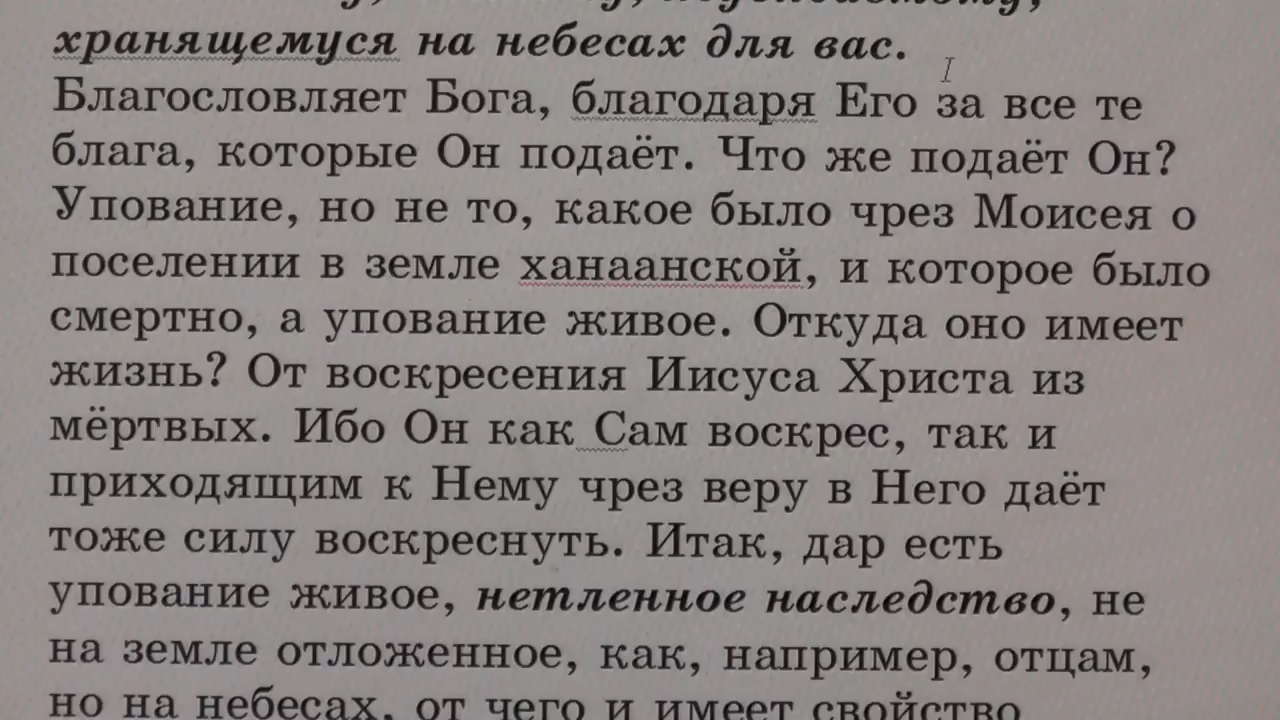 хранящемуся на небесах для вас.
Благословляет Бога, благодаря Его за все те
блага, которые Он подаёт. Что же подаёт Он?
Упование, но не то, какое было чрез Моисея о
поселении в земле ханаанской, и которое было
смертно, а упование живое. Откуда оно имеет
жизнь? От воскресения Иисуса Христа из
мёртвых. Ибо Он как Сам воскрес, так и
приходящим к Нему чрез веру в Него даёт
тоже силу воскреснуть. Итак, дар есть
упование живое, нетленное наследство, не
на земле отложенное, как, например, отцам,
но на небесах, от чего и имеет свойство